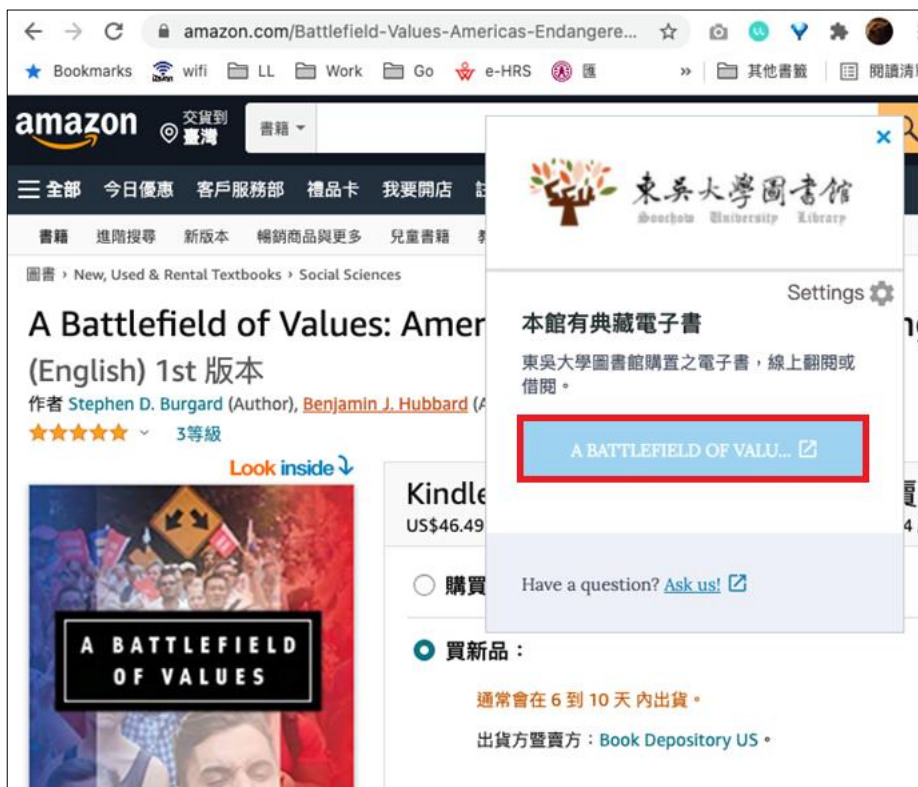 amazon.com/Battlefield-Values-Americas-Endangere...
Bookmarks wifi LL Work Go e-HRS 匯 » 其他書籤 閱讀清單
amazon
交貨到
臺灣
書籍
全部 今日優惠 客戶服務部 禮品卡 我要開店
書籍 進階搜尋 新版本 暢銷商品與更多 兒童書籍
圖書 › New, Used & Rental Textbooks › Social Sciences
A Battlefield of Values: Amer
(English) 1st 版本
作者 Stephen D. Burgard (Author), Benjamin J. Hubbard (A
3等級
Look inside
A BATTLEFIELD
OF VALUES
Kindle
US$46.49
購買
買新品：
通常會在 6 到 10 天 內出貨。
出貨方暨賣方：Book Depository US。
×
SCU
東吳大學圖書館
Soochow University Library
Settings
本館有典藏電子書
東吳大學圖書館購置之電子書，線上翻閱或
借閱。
A BATTLEFIELD OF VALU...
Have a question? Ask us!